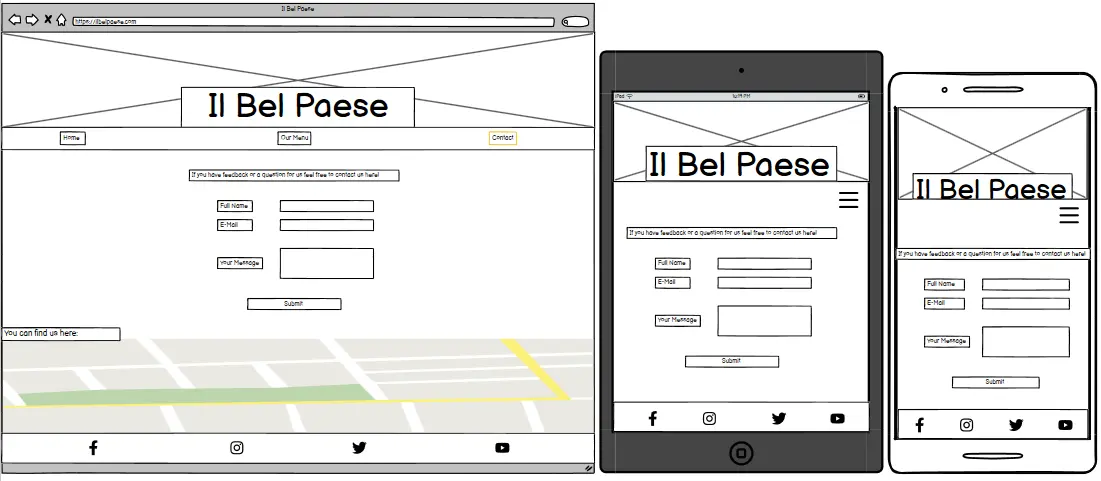 Il Bel Paese
https://ilbelpaese.com
Il Bel Paese
Home
Our Menu
Contact
If you have feedback or a question for us feel free to contact us here!
Full Name
E-Mail
Your Message
Submit
You can find us here:
iPad
10:19 PM
Il Bel Paese
If you have feedback or a question for us feel free to contact us here!
Full Name
E-Mail
Your Message
Submit
Il Bel Paese
If you have feedback or a question for us feel free to contact us here!
Full Name
E-Mail
Your Message
Submit